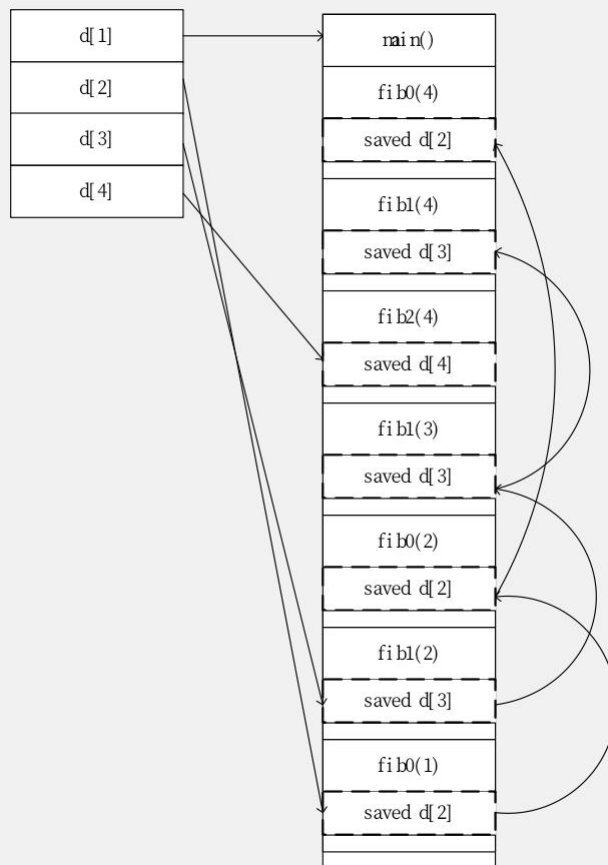 d[1]
d[2]
d[3]
d[4]
main()
fib0(4)
saved d[2]
fib1(4)
saved d[3]
fib2(4)
saved d[4]
fib1(3)
saved d[3]
fib0(2)
saved d[2]
fib1(2)
saved d[3]
fib0(1)
saved d[2]